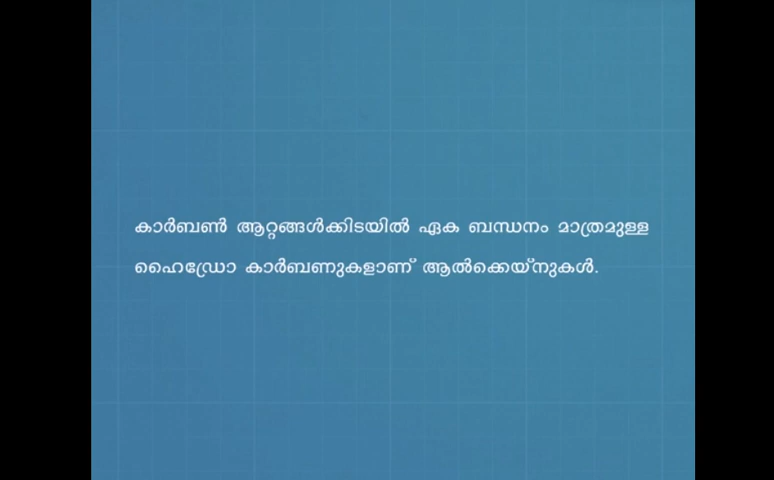 കാർബൺ ആറ്റങ്ങൾക്കിടയിൽ ഏക ബന്ധനം മാത്രമുള്ള
ഹൈഡ്രോ കാർബണുകളാണ് ആൽക്കെയ്നുകൾ.